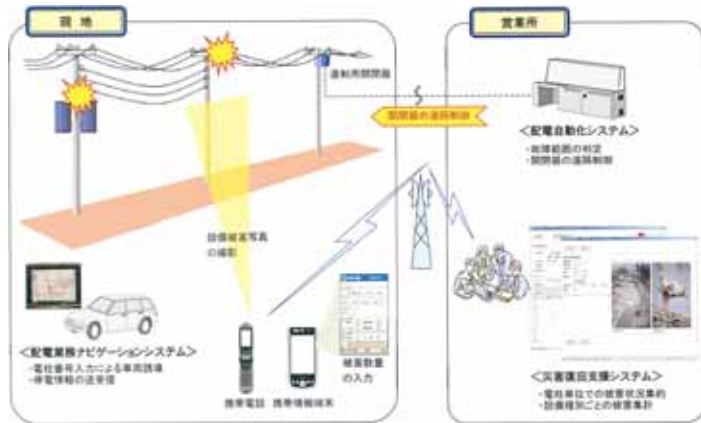 現 地
営業所
遠制用開閉器
開閉器の遠隔制御
＜配電自動化システム＞
・故障範囲の判定
・開閉器の遠隔制御
設備被害写真
の撮影
＜配電業務ナビゲーションシステム＞
・電柱番号入力による車両誘導
・停電情報の送受信
携帯電話
携帯情報端末
被害数量
の入力
＜災害復旧支援システム＞
・電柱単位での被害状況集約
・設備種別ごとの被害集計